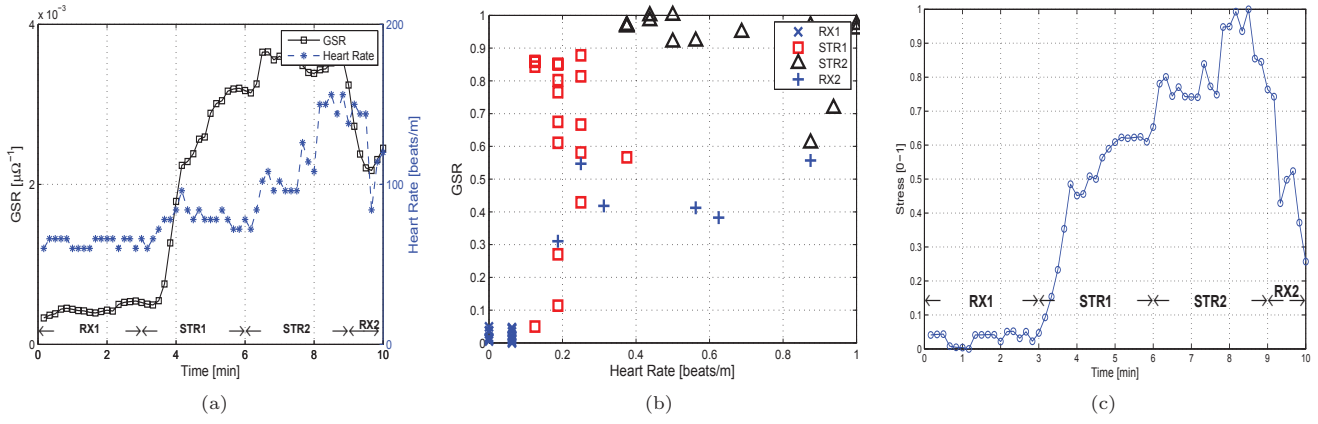 4 x 10⁻³
200
GSR
Heart Rate
GSR [μΩ⁻¹]
2
100
Heart Rate [beats/m]
RX1
STR1
STR2
RX2
0
0
0
2
4
6
8
10
Time [min]
(a)
1
0.9
0.8
0.7
0.6
0.5
0.4
0.3
0.2
0.1
0
GSR
RX1
STR1
STR2
RX2
0
0.2
0.4
0.6
0.8
1
Heart Rate [beats/m]
(b)
1
0.9
0.8
0.7
0.6
0.5
0.4
0.3
0.2
0.1
0
Stress [0-1]
RX1
STR1
STR2
RX2
0
1
2
3
4
5
6
7
8
9
10
Time [min]
(c)